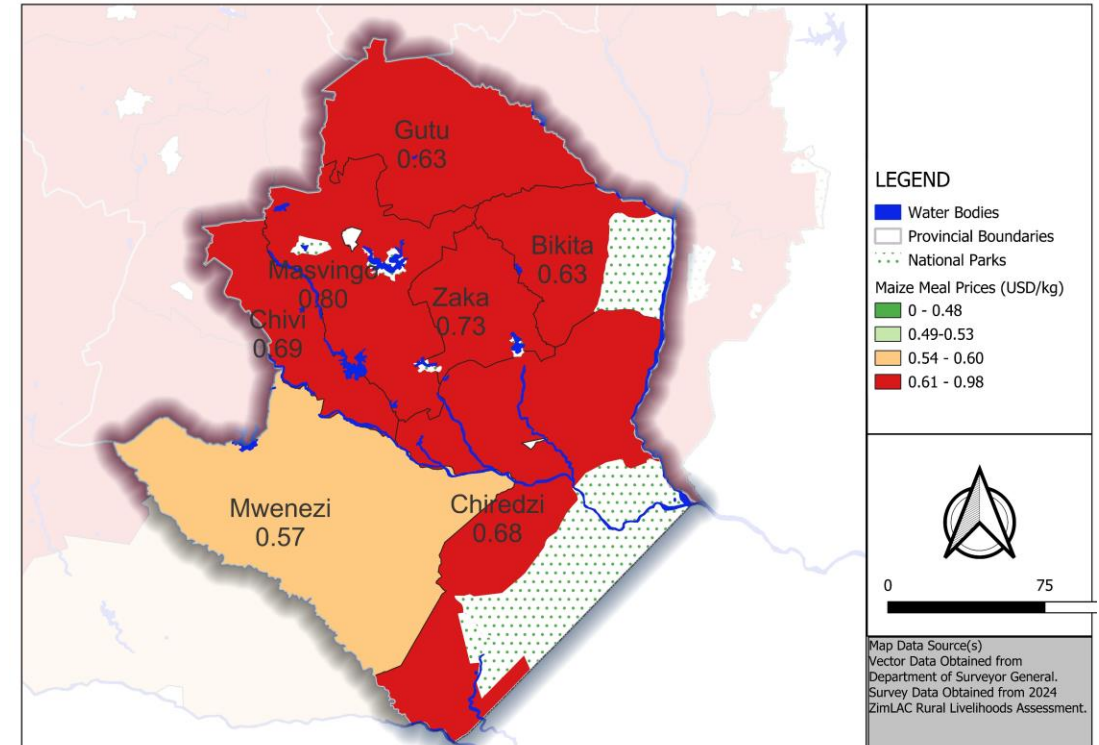 Gutu
0.63
Bikita
0.63
Masvingo
0.80
Zaka
0.73
Chivi
0.69
Mwenezi
0.57
Chiredzi
0.68
LEGEND
Water Bodies
Provincial Boundaries
National Parks
Maize Meal Prices (USD/kg)
0 - 0.48
0.49-0.53
0.54 - 0.60
0.61 - 0.98
0 75
Map Data Source(s)
Vector Data Obtained from
Department of Surveyor General.
Survey Data Obtained from 2024
ZimLAC Rural Livelihoods Assessment.